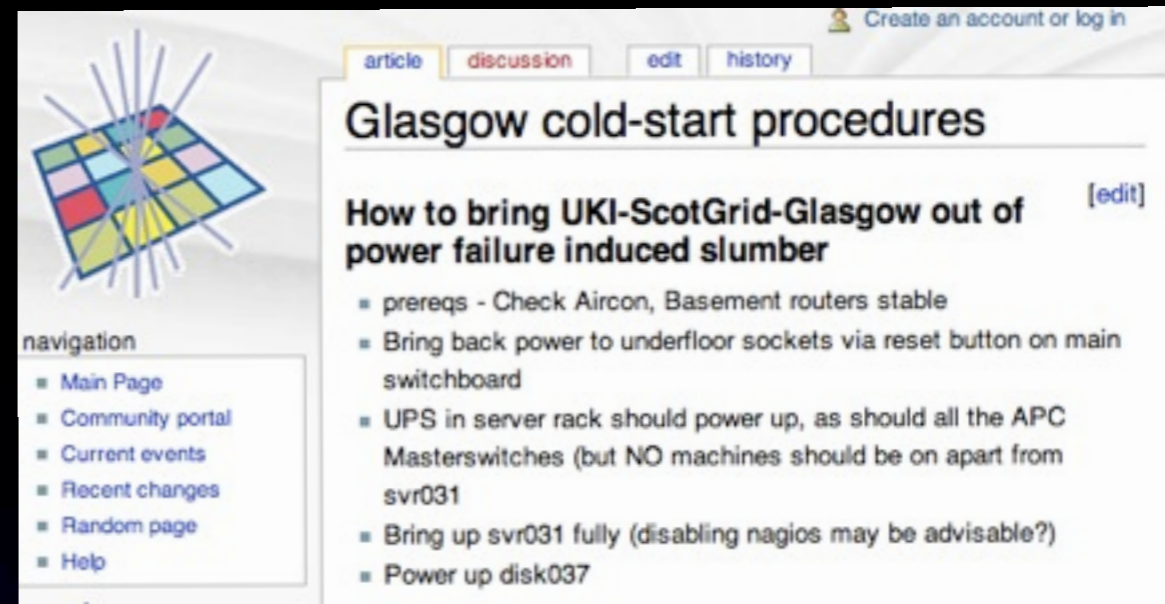 Create an account or log in
article
discussion
edit
history
Glasgow cold-start procedures
[edit]
How to bring UKI-ScotGrid-Glasgow out of
power failure induced slumber
prereqs - Check Aircon, Basement routers stable
Bring back power to underfloor sockets via reset button on main
switchboard
UPS in server rack should power up, as should all the APC
Masterswitches (but NO machines should be on apart from
svr031
Bring up svr031 fully (disabling nagios may be advisable?)
Power up disk037
navigation
Main Page
Community portal
Current events
Recent changes
Random page
Help